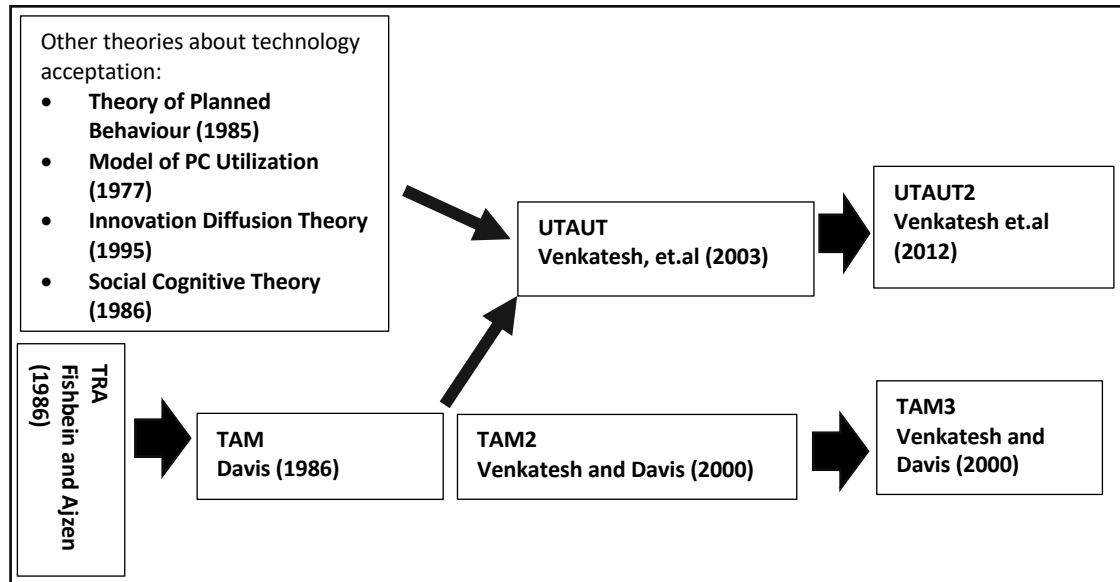 Other theories about technology
acceptation:
• Theory of Planned
Behaviour (1985)
• Model of PC Utilization
(1977)
• Innovation Diffusion Theory
(1995)
• Social Cognitive Theory
(1986)
UTAUT
Venkatesh, et.al (2003)
UTAUT2
Venkatesh et.al
(2012)
TRA
Fishbein and Ajzen
(1986)
TAM
Davis (1986)
TAM2
Venkatesh and Davis (2000)
TAM3
Venkatesh and
Davis (2000)